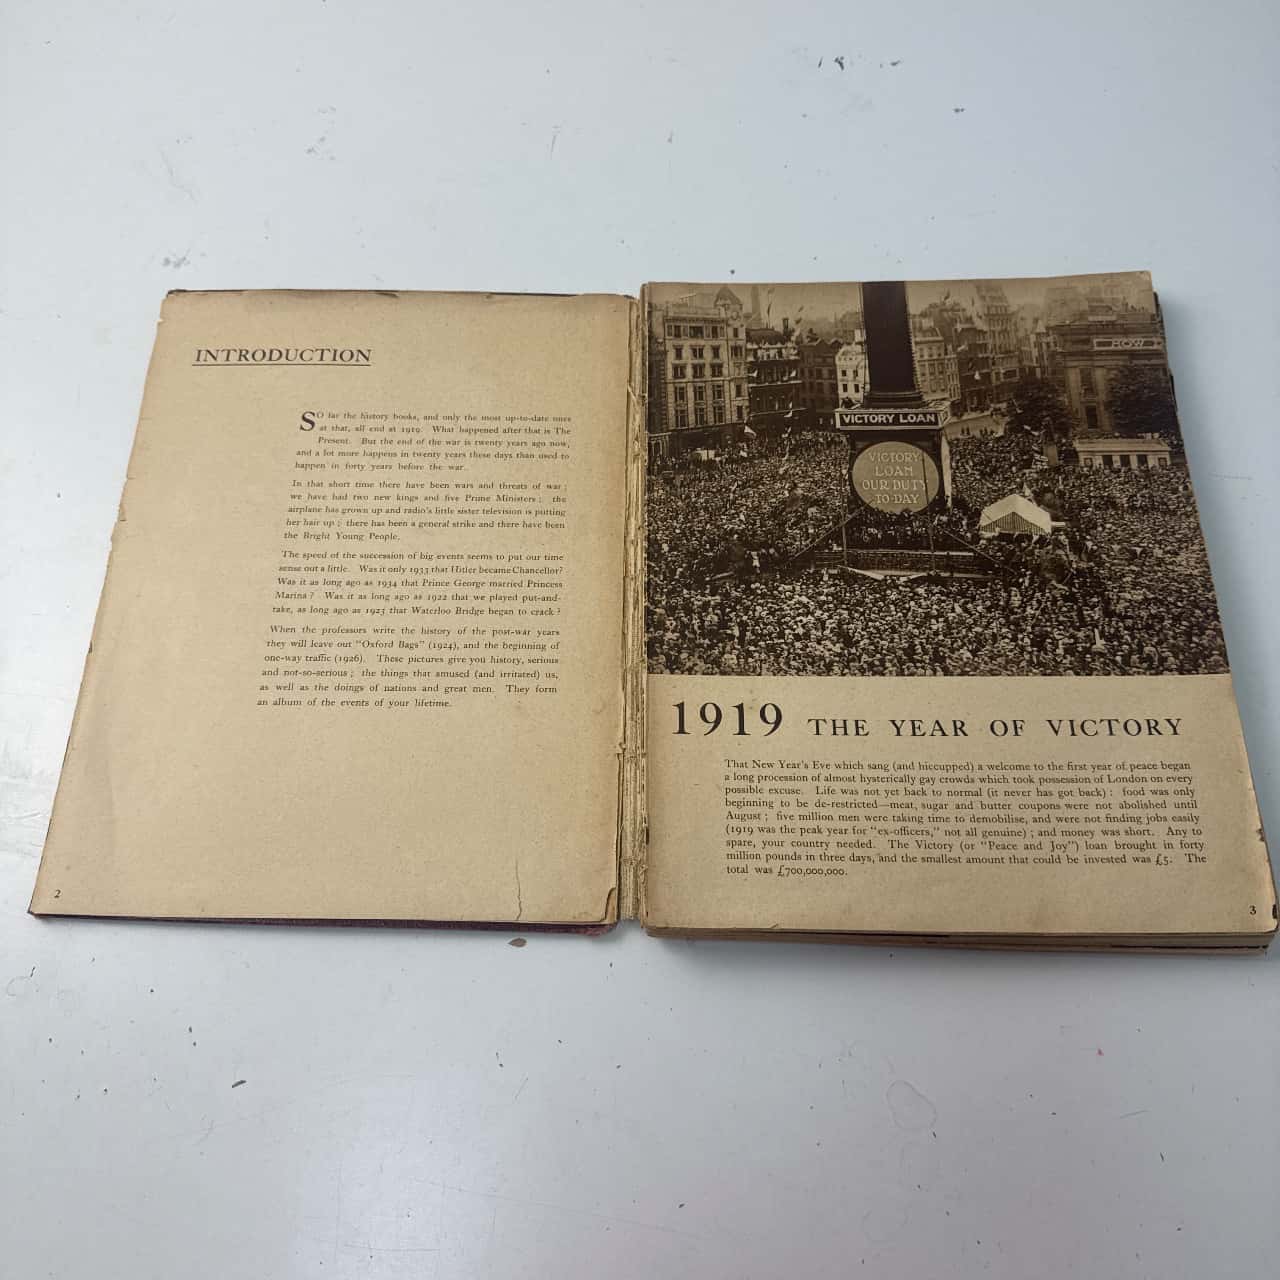 INTRODUCTION
SO far the history books, and only the most up-to-date ones
at that, all end at 1919. What happened after that is The
Present. But the end of the war is twenty years ago now,
and a lot more happens in twenty years these days than used to
happen in forty years before the war.
In that short time there have been wars and threats of war;
we have had two new kings and five Prime Ministers; the
airplane has grown up and radio's little sister television is putting
her hair up; there has been a general strike and there have been
the Bright Young People.
The speed of the succession of big events seems to put our time
sense out a little. Was it only 1933 that Hitler became Chancellor?
Was it as long ago as 1934 that Prince George married Princess
Marina? Was it as long ago as 1922 that we played put-and-
take, as long ago as 1923 that Waterloo Bridge began to crack?
When the professors write the history of the post-war years
they will leave out "Oxford Bags" (1924), and the beginning of
one-way traffic (1926). These pictures give you history, serious
and not-so-serious; the things that amused (and irritated) us,
as well as the doings of nations and great men. They form
an album of the events of your lifetime.
2
HOW
VICTORY LOAN
VICTORY
LOAN
OUR DUTY
TO-DAY
1919 THE YEAR OF VICTORY
That New Year's Eve which sang (and hiccupped) a welcome to the first year of peace began
a long procession of almost hysterically gay crowds which took possession of London on every
possible excuse. Life was not yet back to normal (it never has got back): food was only
beginning to be de-restricted—meat, sugar and butter coupons were not abolished until
August; five million men were taking time to demobilise, and were not finding jobs easily
(1919 was the peak year for "ex-officers," not all genuine); and money was short. Any to
spare, your country needed. The Victory (or "Peace and Joy") loan brought in forty
million pounds in three days, and the smallest amount that could be invested was £5. The
total was £700,000,000.
3